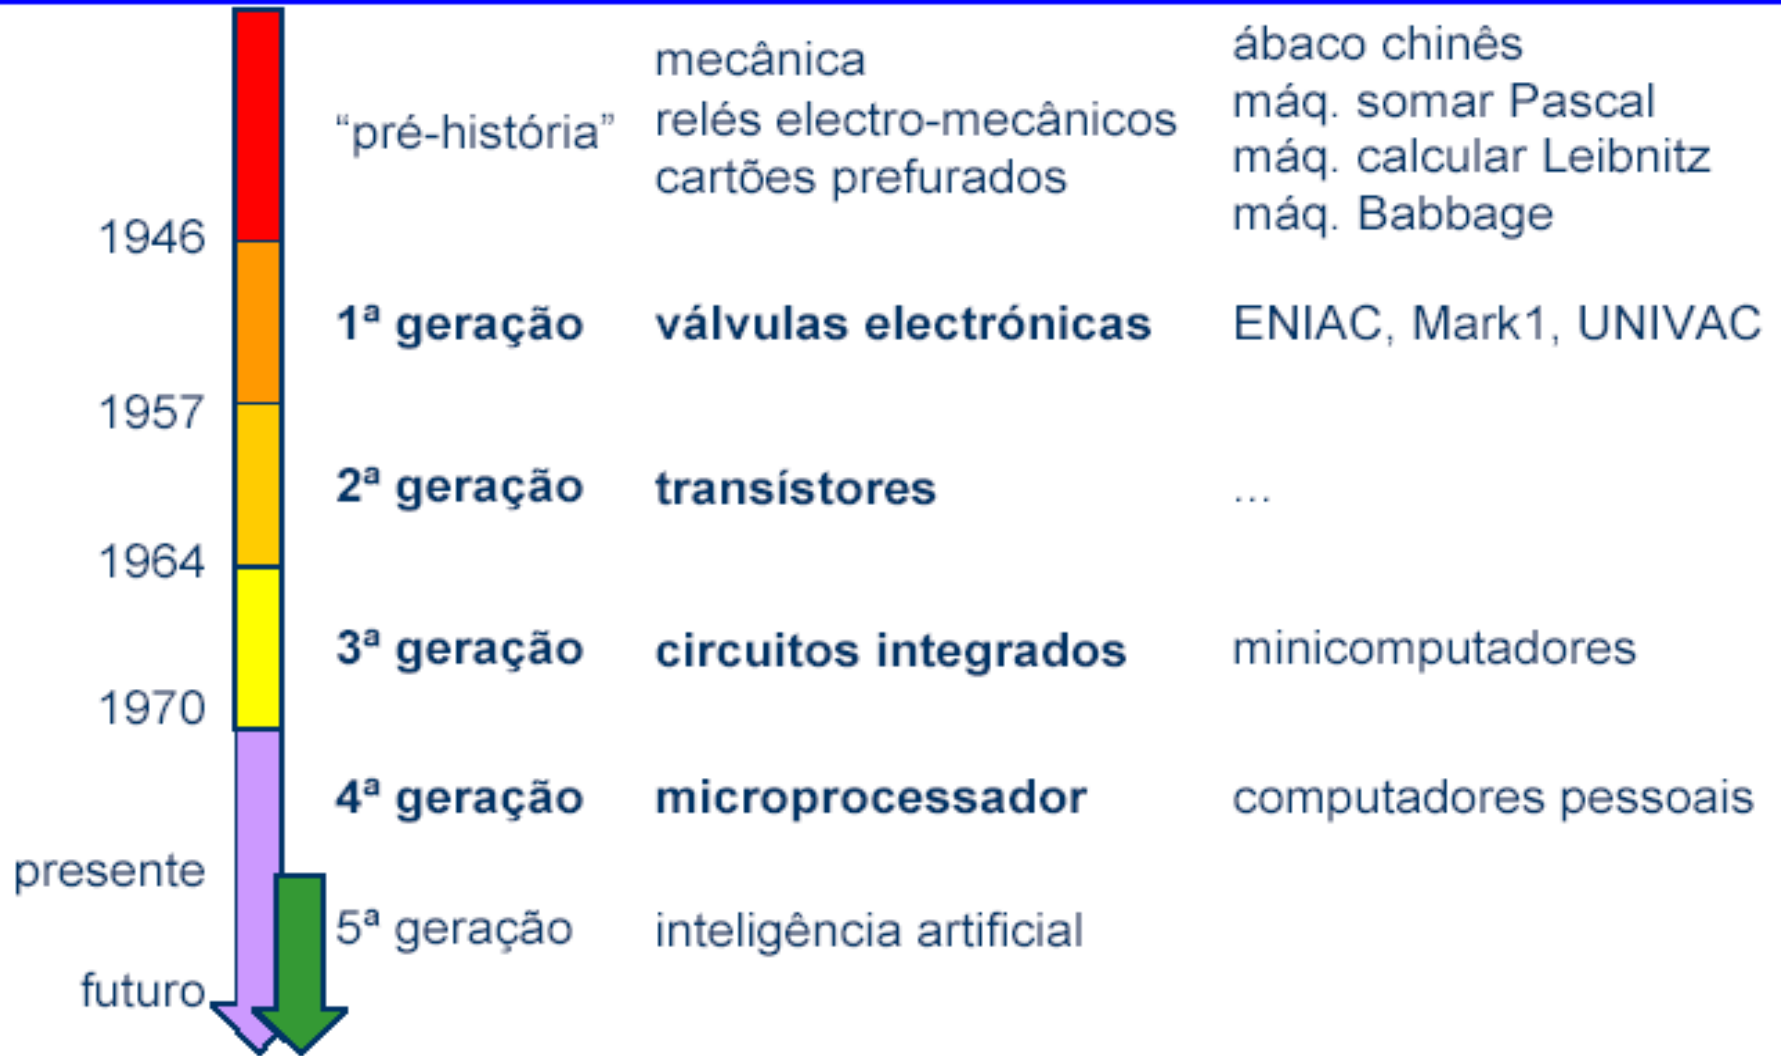 mecânica
relés electro-mecânicos
cartões prefurados
“pré-história”
ábaco chinês
máq. somar Pascal
máq. calcular Leibnitz
máq. Babbage
1946
1ª geração válvulas electrónicas ENIAC, Mark1, UNIVAC
1957
2ª geração transístores ...
1964
3ª geração circuitos integrados minicomputadores
1970
4ª geração microprocessador computadores pessoais
presente
5ª geração inteligência artificial
futuro